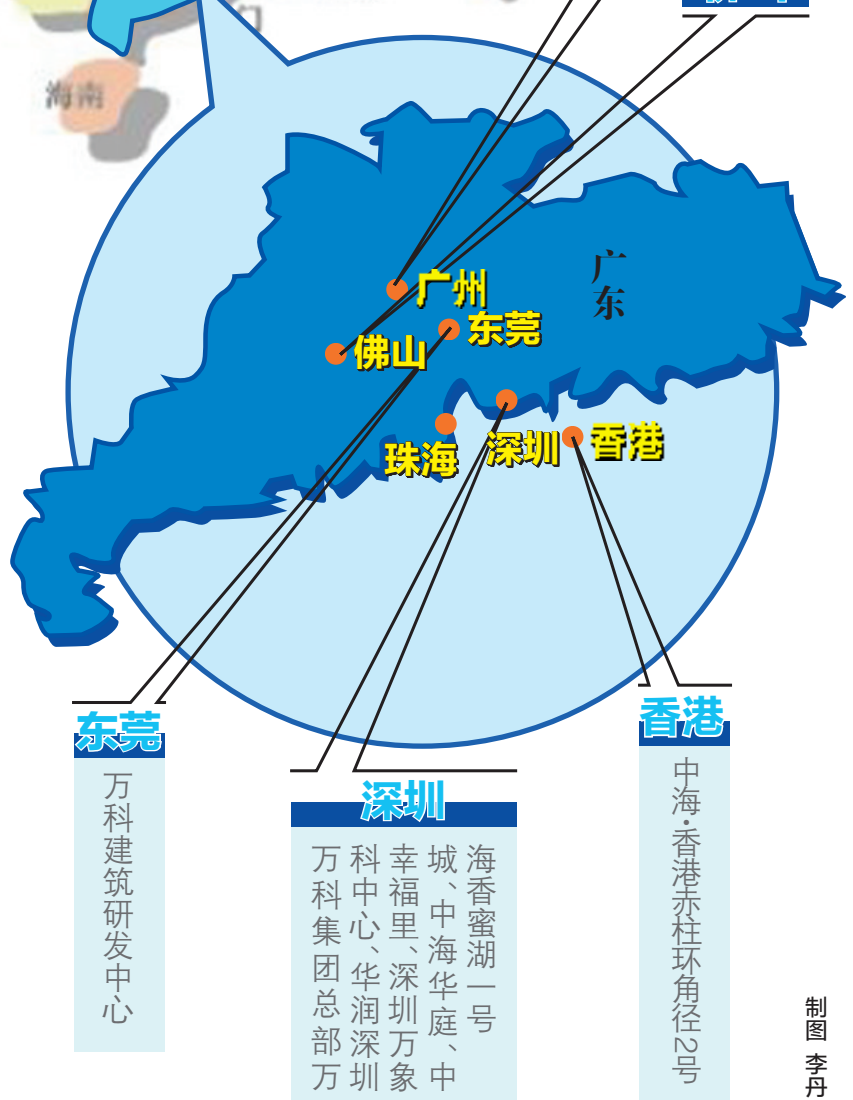 海南
广东
广州
东莞
佛山
珠海
深圳
香港
东莞
万科建筑研发中心
深圳
万科集团总部万
科中心、华润深圳
幸福里、深圳万象
城、中海华庭、中
海香蜜湖一号
香港
中海·香港赤柱环角径2号
制图 李丹